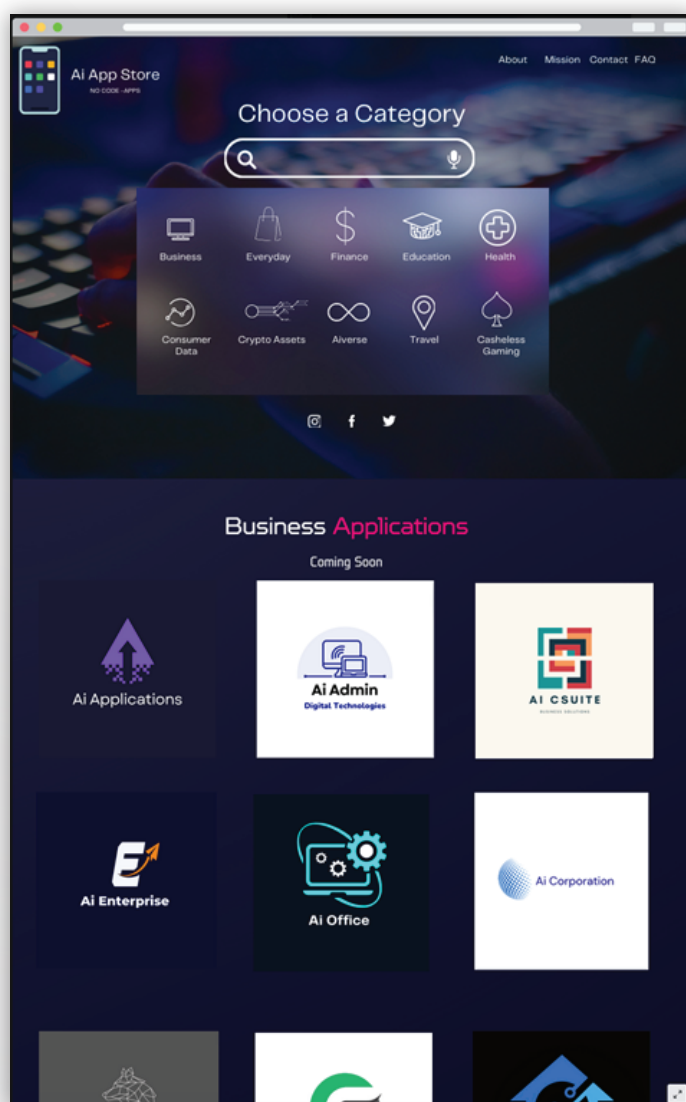 Ai App Store
NO CODE -APPS
About Mission Contact FAQ
Choose a Category
Business Everyday Finance Education Health
Consumer Data Crypto Assets Aiverse Travel Casheless Gaming
Business Applications
Coming Soon
Ai Applications
Ai Admin
Digital Technologies
AI CSUITE
BUSINESS SOLUTIONS
Ai Enterprise
Ai Office
Ai Corporation